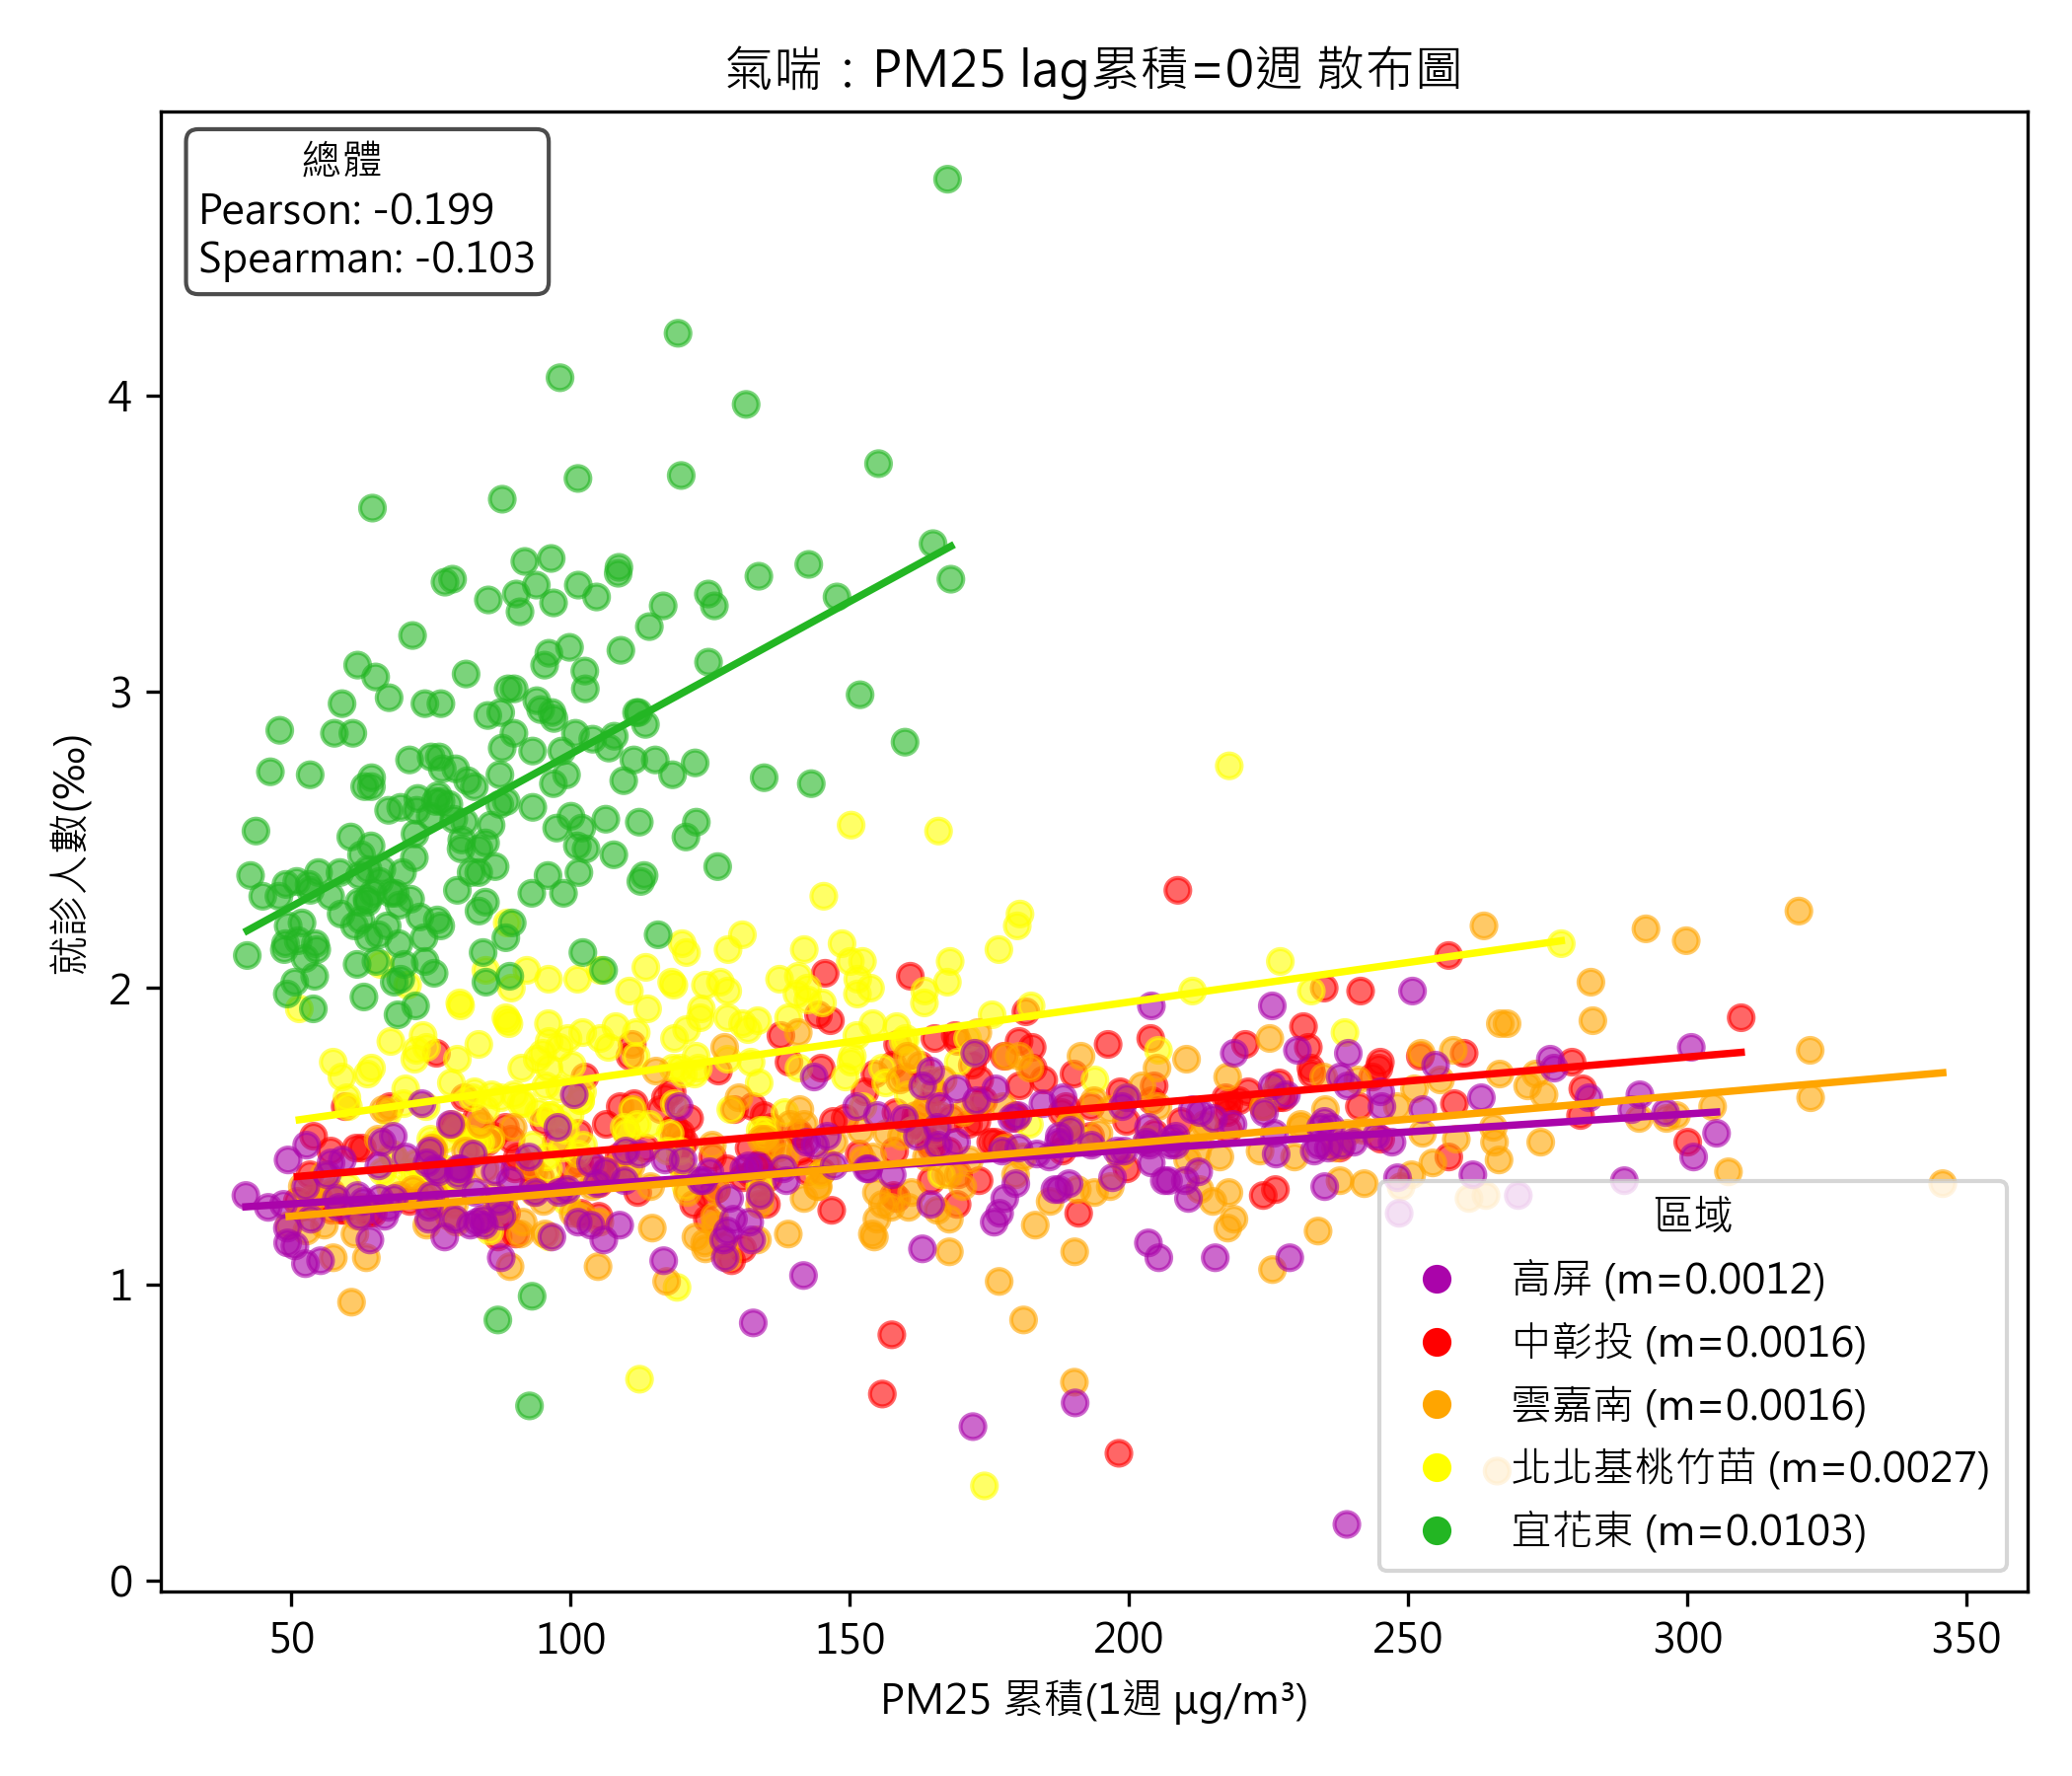 氣喘：PM25 lag累積=0週 散布圖
總體
Pearson: -0.199
Spearman: -0.103
就診人數(‰)
4
3
2
1
0
50 100 150 200 250 300 350
PM25 累積(1週 μg/m³)
區域
高屏 (m=0.0012)
中彰投 (m=0.0016)
雲嘉南 (m=0.0016)
北北基桃竹苗 (m=0.0027)
宜花東 (m=0.0103)